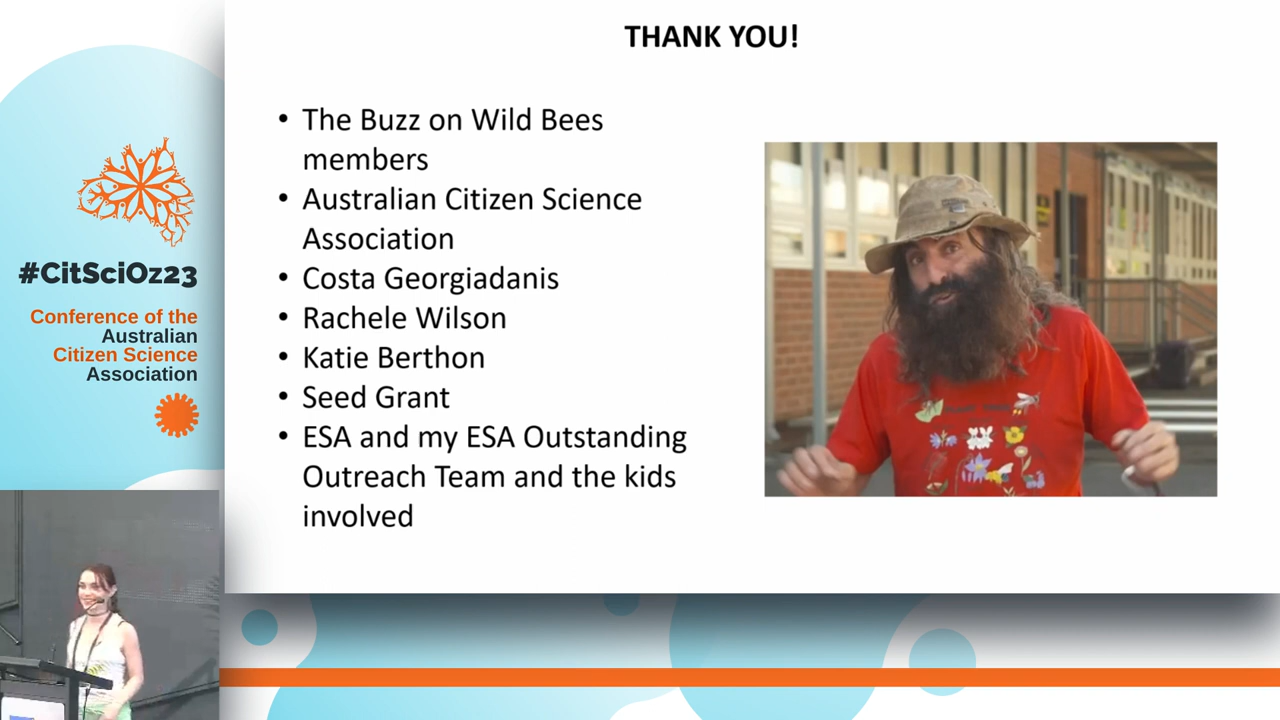 THANK YOU!
• The Buzz on Wild Bees
members
• Australian Citizen Science
Association
• Costa Georgiadanis
• Rachele Wilson
• Katie Berthon
• Seed Grant
• ESA and my ESA Outstanding
Outreach Team and the kids
involved
#CitSciOz23
Conference of the
Australian
Citizen Science
Association